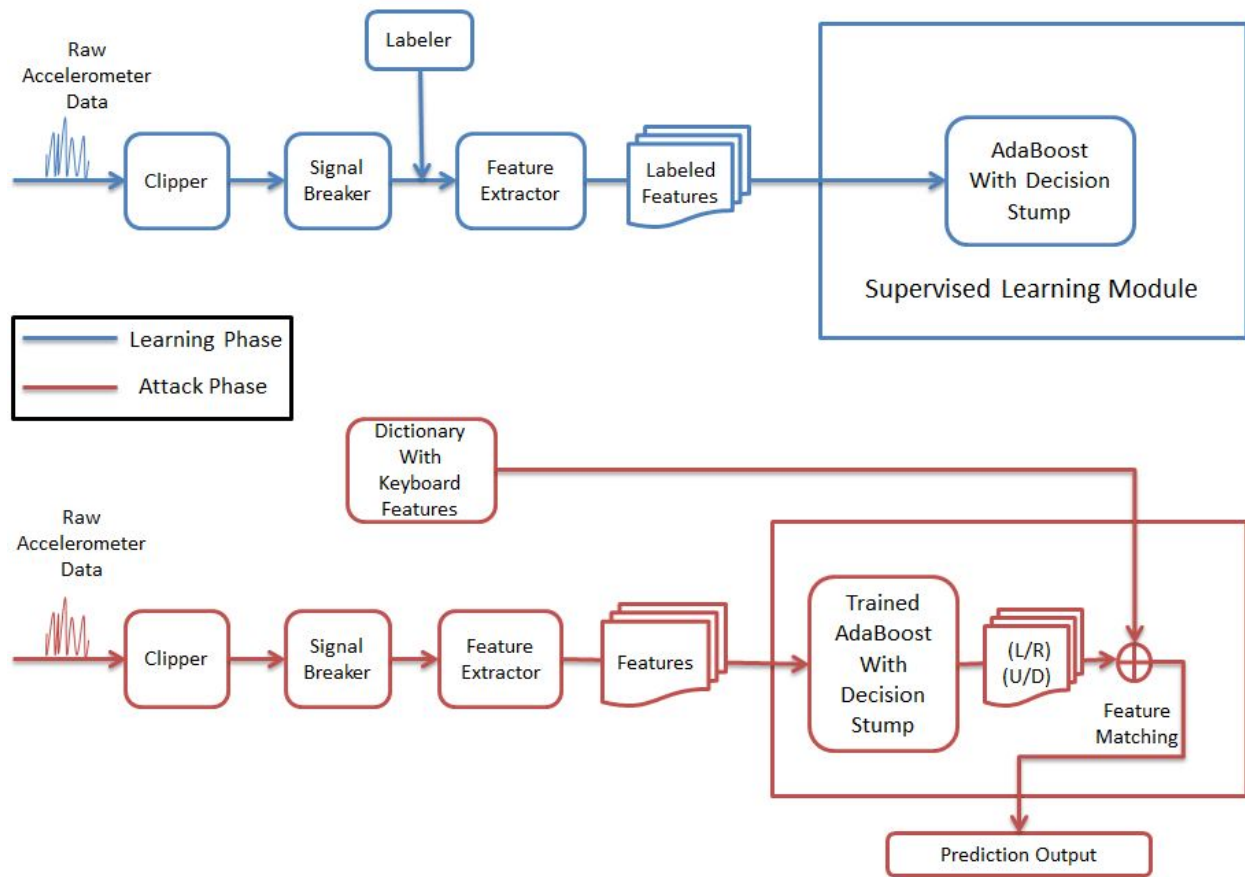 Labeler
Raw
Accelerometer
Data
Clipper
Signal
Breaker
Feature
Extractor
Labeled
Features
AdaBoost
With Decision
Stump
Supervised Learning Module
Learning Phase
Attack Phase
Dictionary
With
Keyboard
Features
Raw
Accelerometer
Data
Clipper
Signal
Breaker
Feature
Extractor
Features
Trained
AdaBoost
With
Decision
Stump
(L/R)
(U/D)
Feature
Matching
Prediction Output